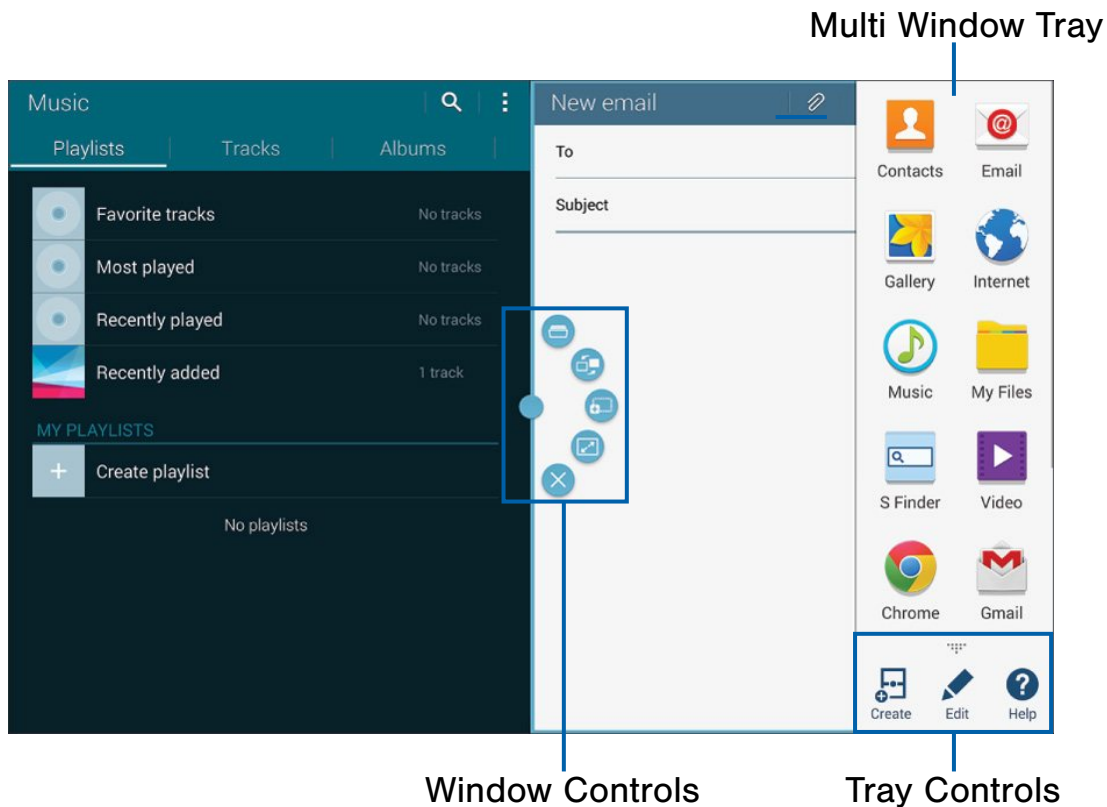 Multi Window Tray
Music
Playlists Tracks Albums
Favorite tracks No tracks
Most played No tracks
Recently played No tracks
Recently added 1 track
MY PLAYLISTS
Create playlist
No playlists
New email
To
Subject
Contacts Email
Gallery Internet
Music My Files
S Finder Video
Chrome Gmail
Create Edit Help
Window Controls
Tray Controls